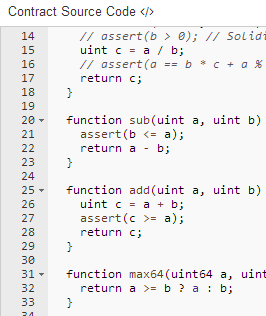 Contract Source Code </>
14 // assert(b > 0); // Solidi
15 uint c = a / b;
16 // assert(a == b * c + a %
17 return c;
18 }
19
20 function sub(uint a, uint b)
21 assert(b <= a);
22 return a - b;
23 }
24
25 function add(uint a, uint b)
26 uint c = a + b;
27 assert(c >= a);
28 return c;
29 }
30
31 function max64(uint64 a, uint
32 return a >= b ? a : b;
33 }
34